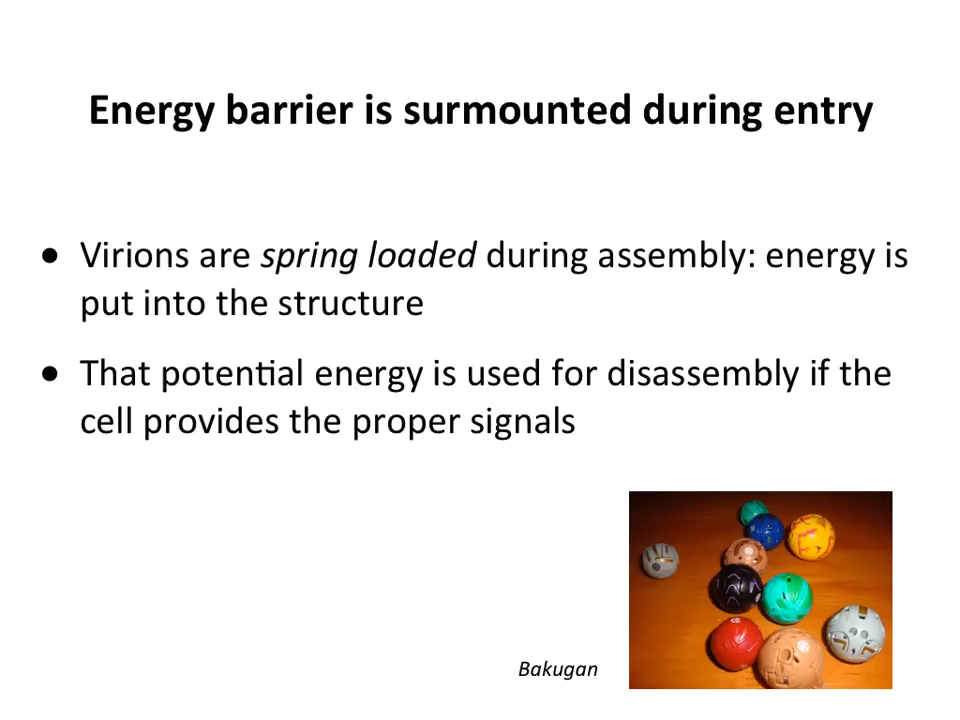 Energy barrier is surmounted during entry
● Virions are spring loaded during assembly: energy is
put into the structure
● That potential energy is used for disassembly if the
cell provides the proper signals
Bakugan